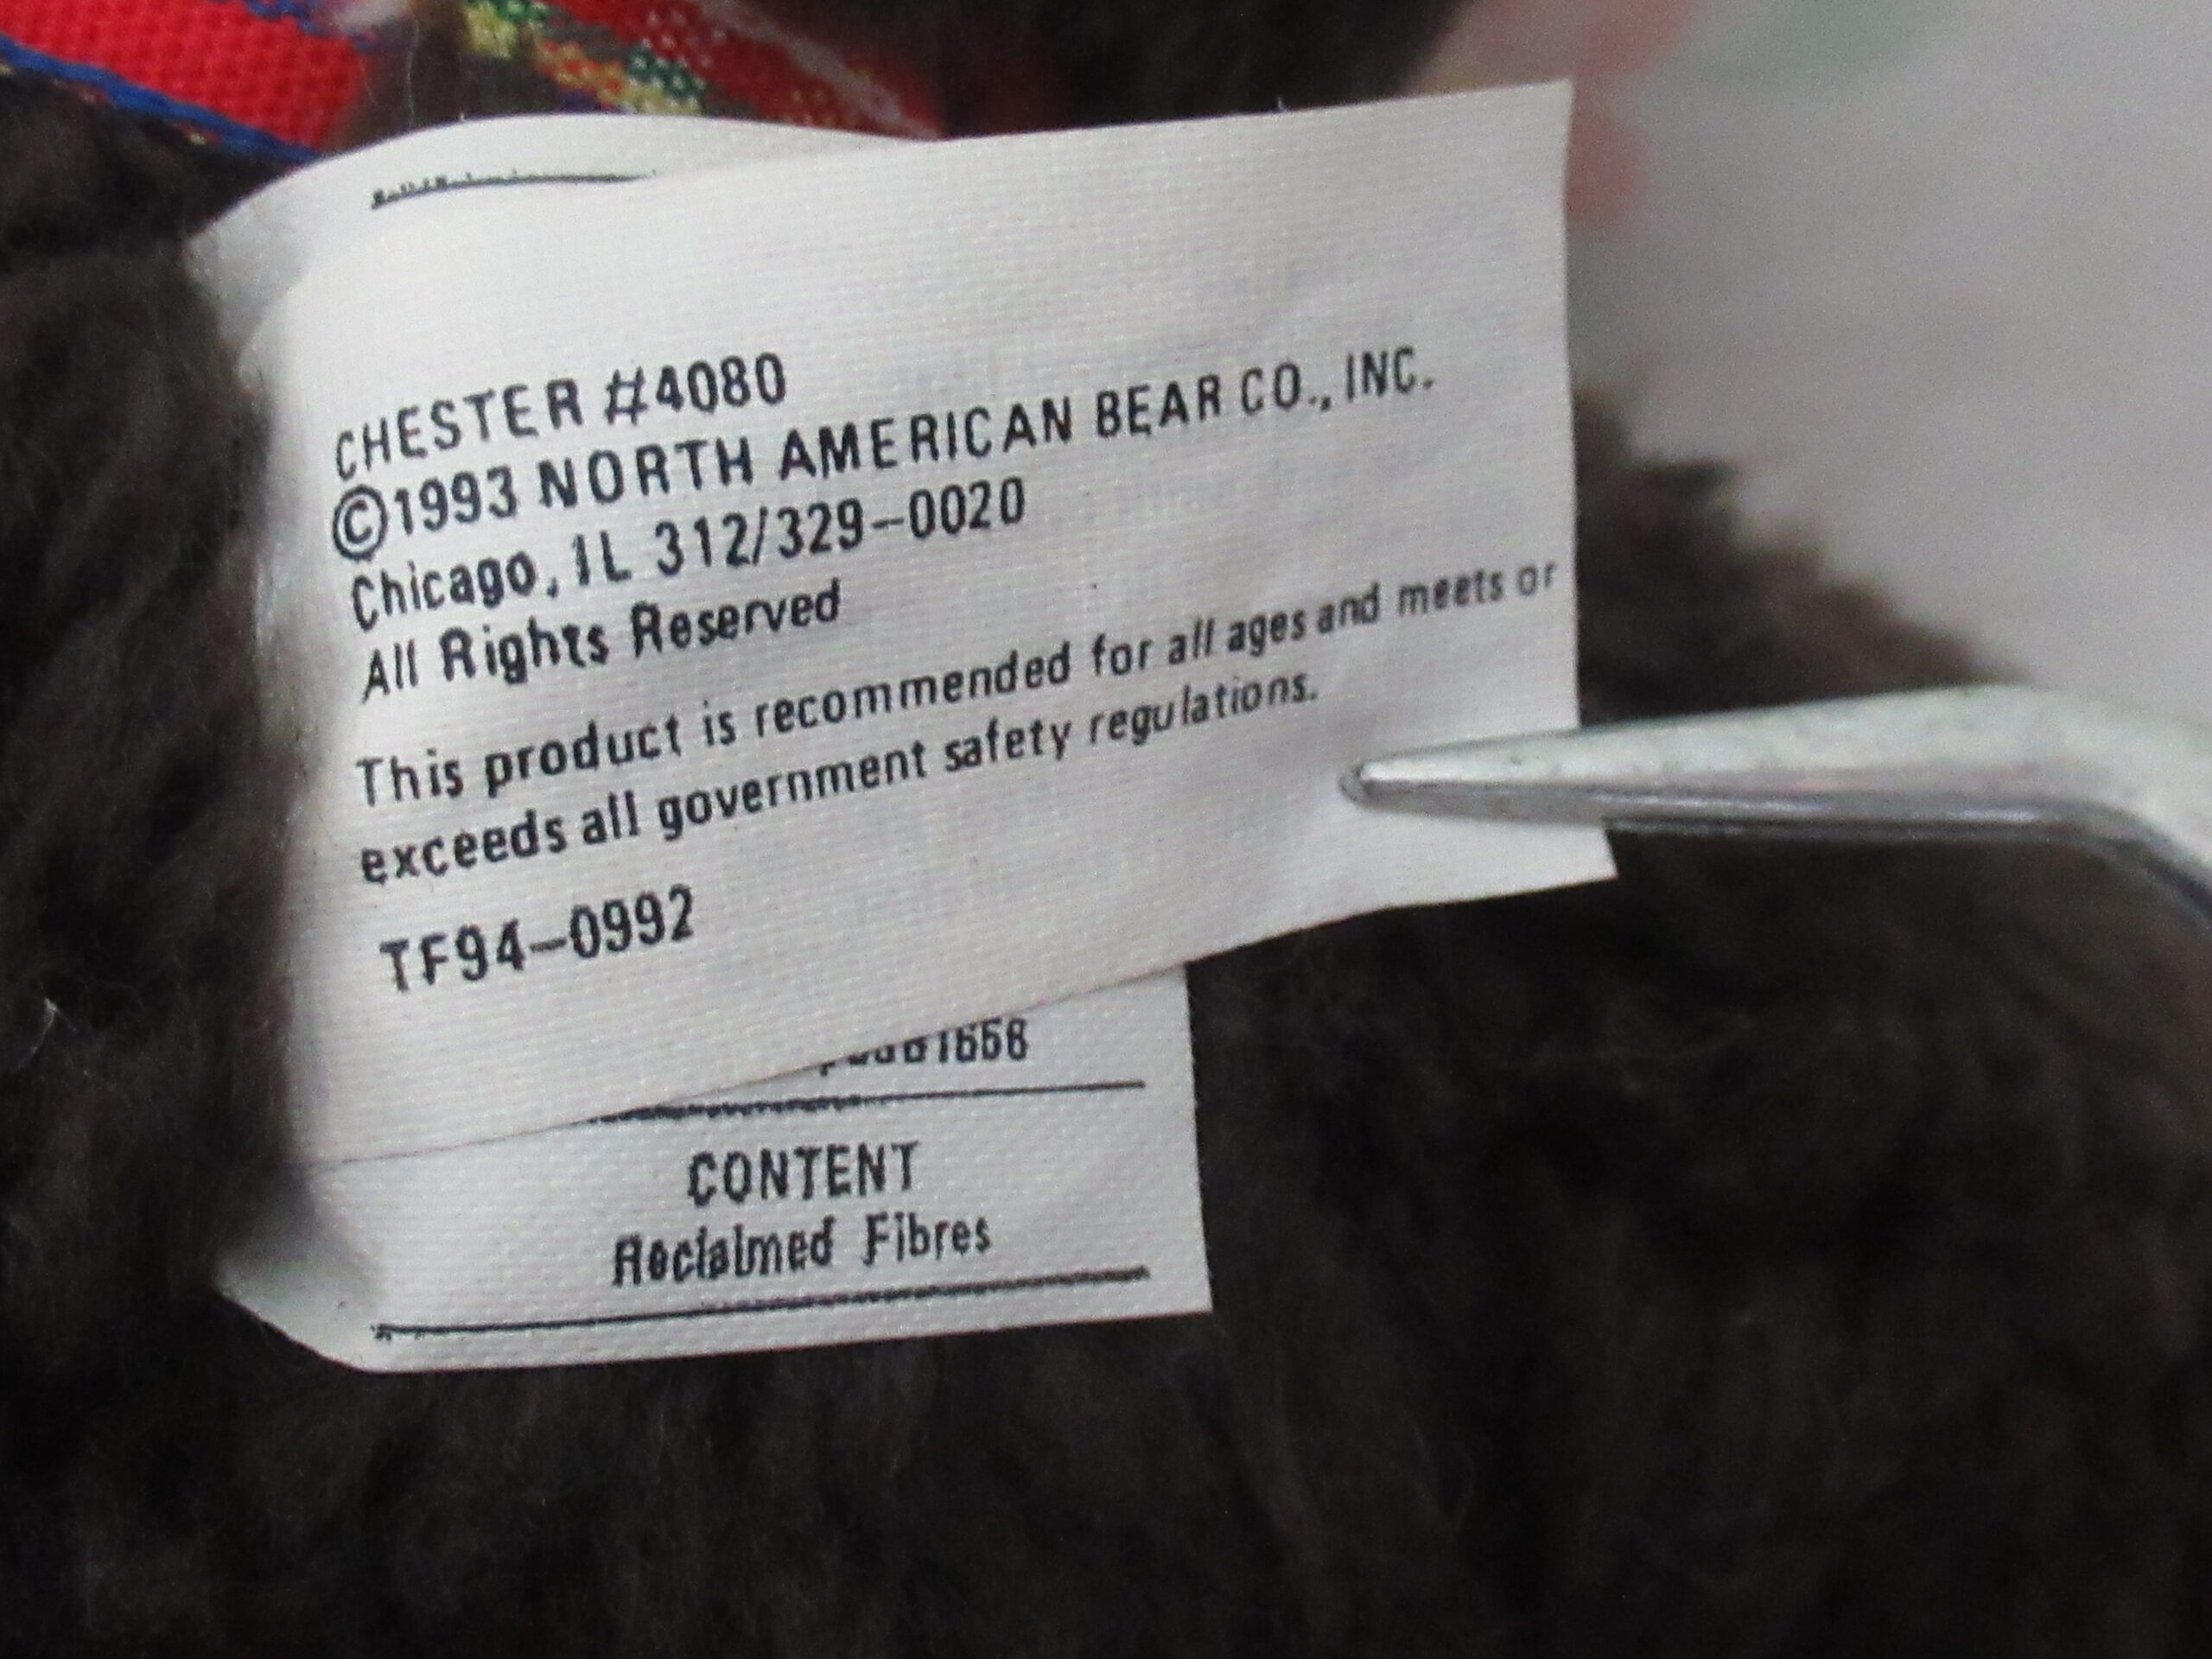 CHESTER #4080
©1993 NORTH AMERICAN BEAR CO., INC.
Chicago, IL 312/329-0020
All Rights Reserved
This product is recommended for all ages and meets or
exceeds all government safety regulations.
TF94-0992
CONTENT
Reclaimed Fibres